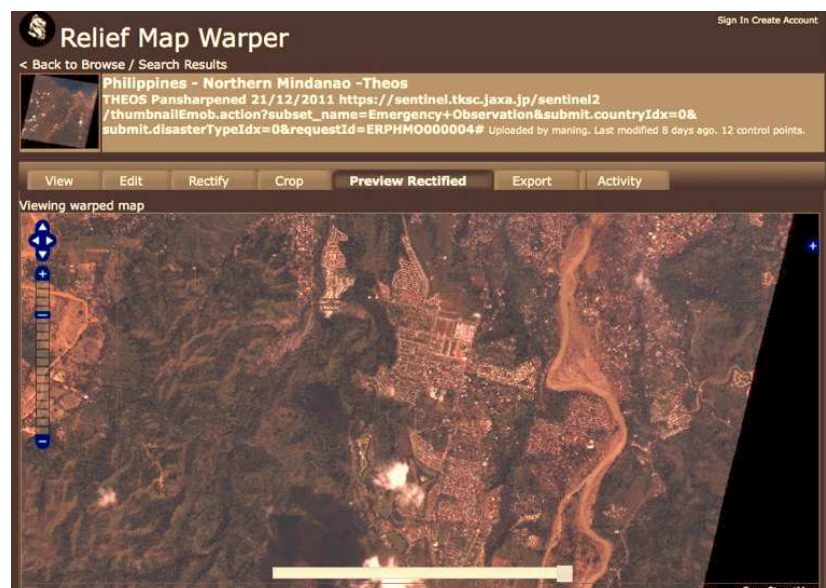 Sign In Create Account
Relief Map Warper
< Back to Browse / Search Results
Philippines - Northern Mindanao -Theos
THEOS Pansharpened 21/12/2011 https://sentinel.tksc.jaxa.jp/sentinel2
/thumbnailEmob.action?subset_name=Emergency+Observation&submit.countryIdx=0&
submit.disasterTypeIdx=0&requestId=ERPHMO000004# Uploaded by maning. Last modified 8 days ago. 12 control points.
View Edit Rectify Crop Preview Rectified Export Activity
Viewing warped map